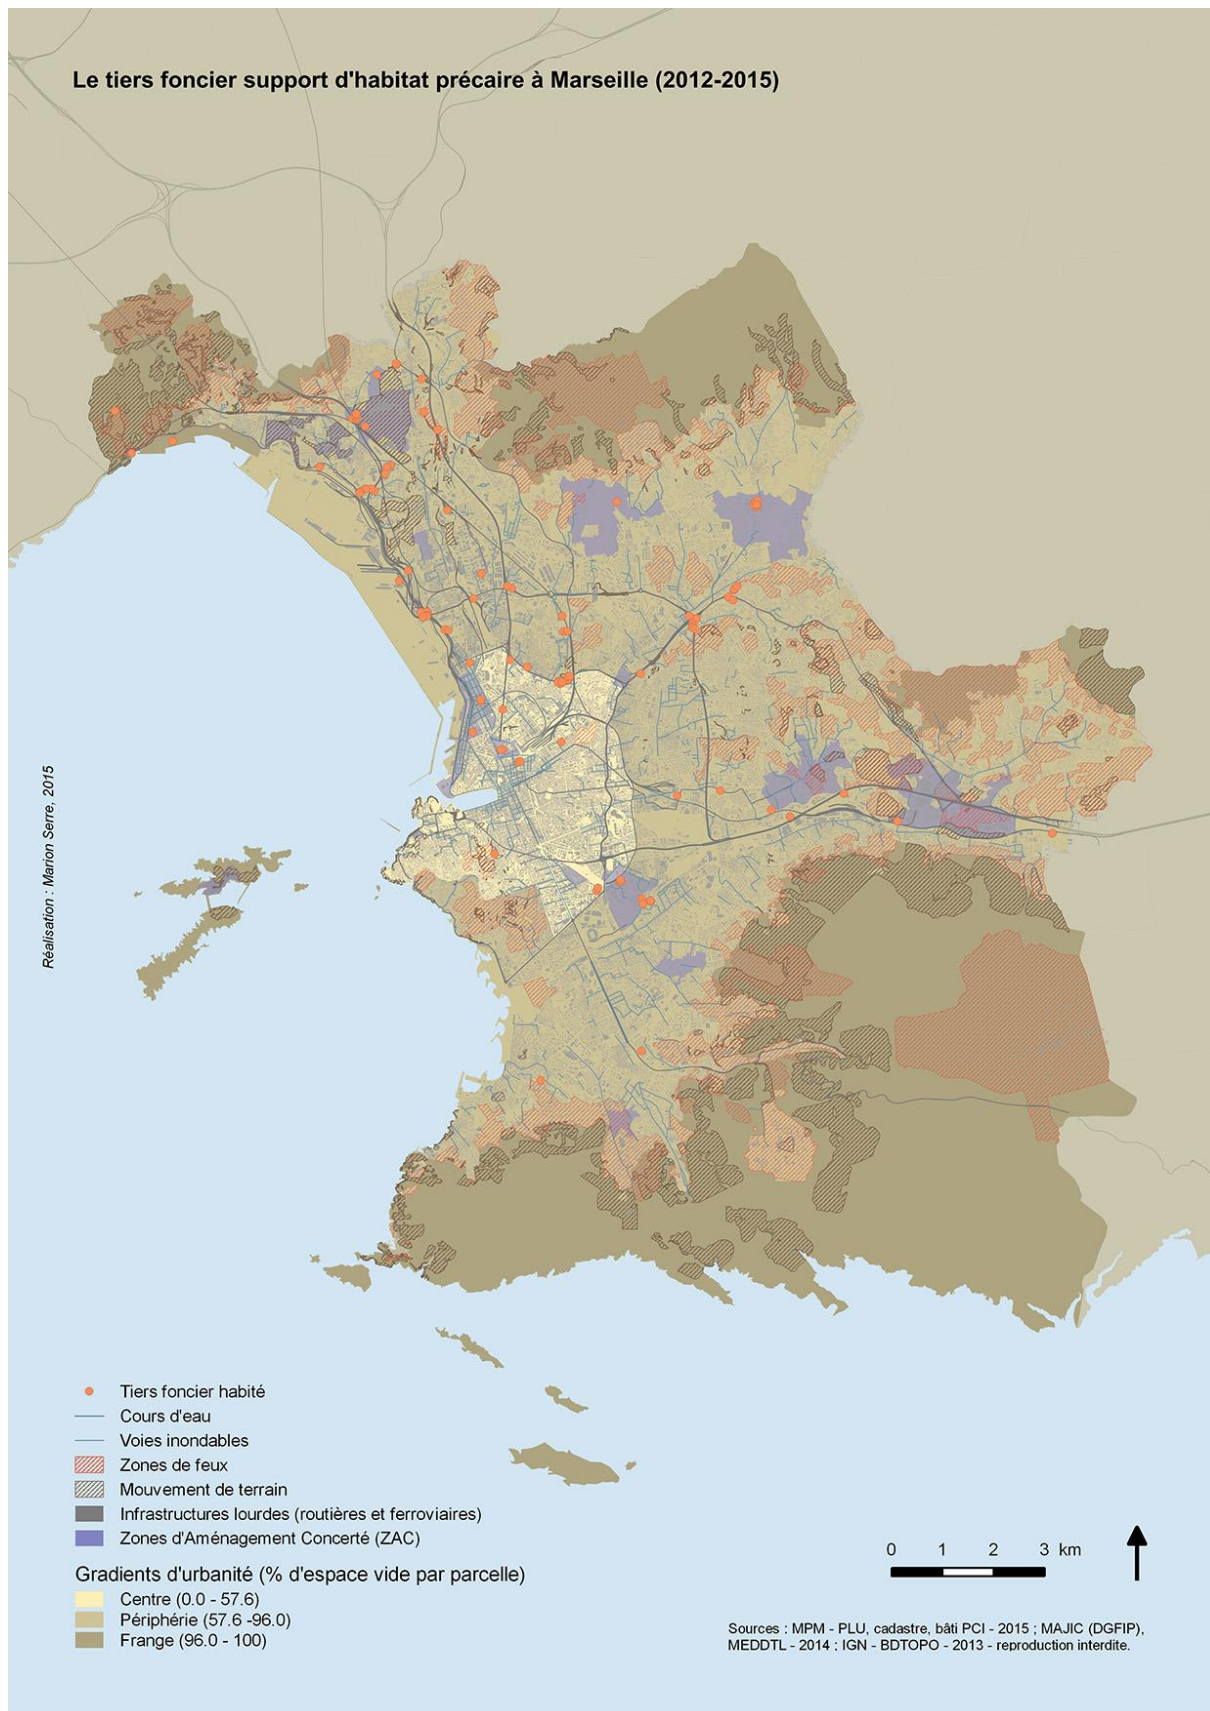 Le tiers foncier support d'habitat précaire à Marseille (2012-2015)
Réalisation : Marion Serre, 2015
Tiers foncier habité
Cours d'eau
Voies inondables
Zones de feux
Mouvement de terrain
Infrastructures lourdes (routières et ferroviaires)
Zones d'Aménagement Concerté (ZAC)
Gradients d'urbanité (% d'espace vide par parcelle)
Centre (0.0 - 57.6)
Périphérie (57.6 -96.0)
Frange (96.0 - 100)
0 1 2 3 km
Sources : MPM - PLU, cadastre, bâti PCI - 2015 ; MAJIC (DGFIP),
MEDDTL - 2014 ; IGN - BDTOPO - 2013 - reproduction interdite.